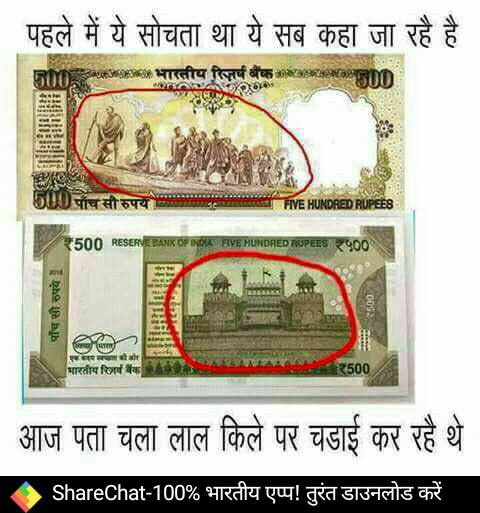 पहले में ये सोचता था ये सब कहा जा रहै है
500 भारतीय रिज़र्व बैंक 500
500 पाँच सौ रुपये FIVE HUNDRED RUPEES
₹500 RESERVE BANK OF INDIA FIVE HUNDRED RUPEES ₹५००
2016
पाँच सौ रुपये
₹500
स्वच्छ भारत
एक कदम स्वच्छता की ओर
भारतीय रिज़र्व बैंक ₹500
आज पता चला लाल किले पर चडाई कर रहै थे
ShareChat-100% भारतीय एप्प! तुरंत डाउनलोड करें